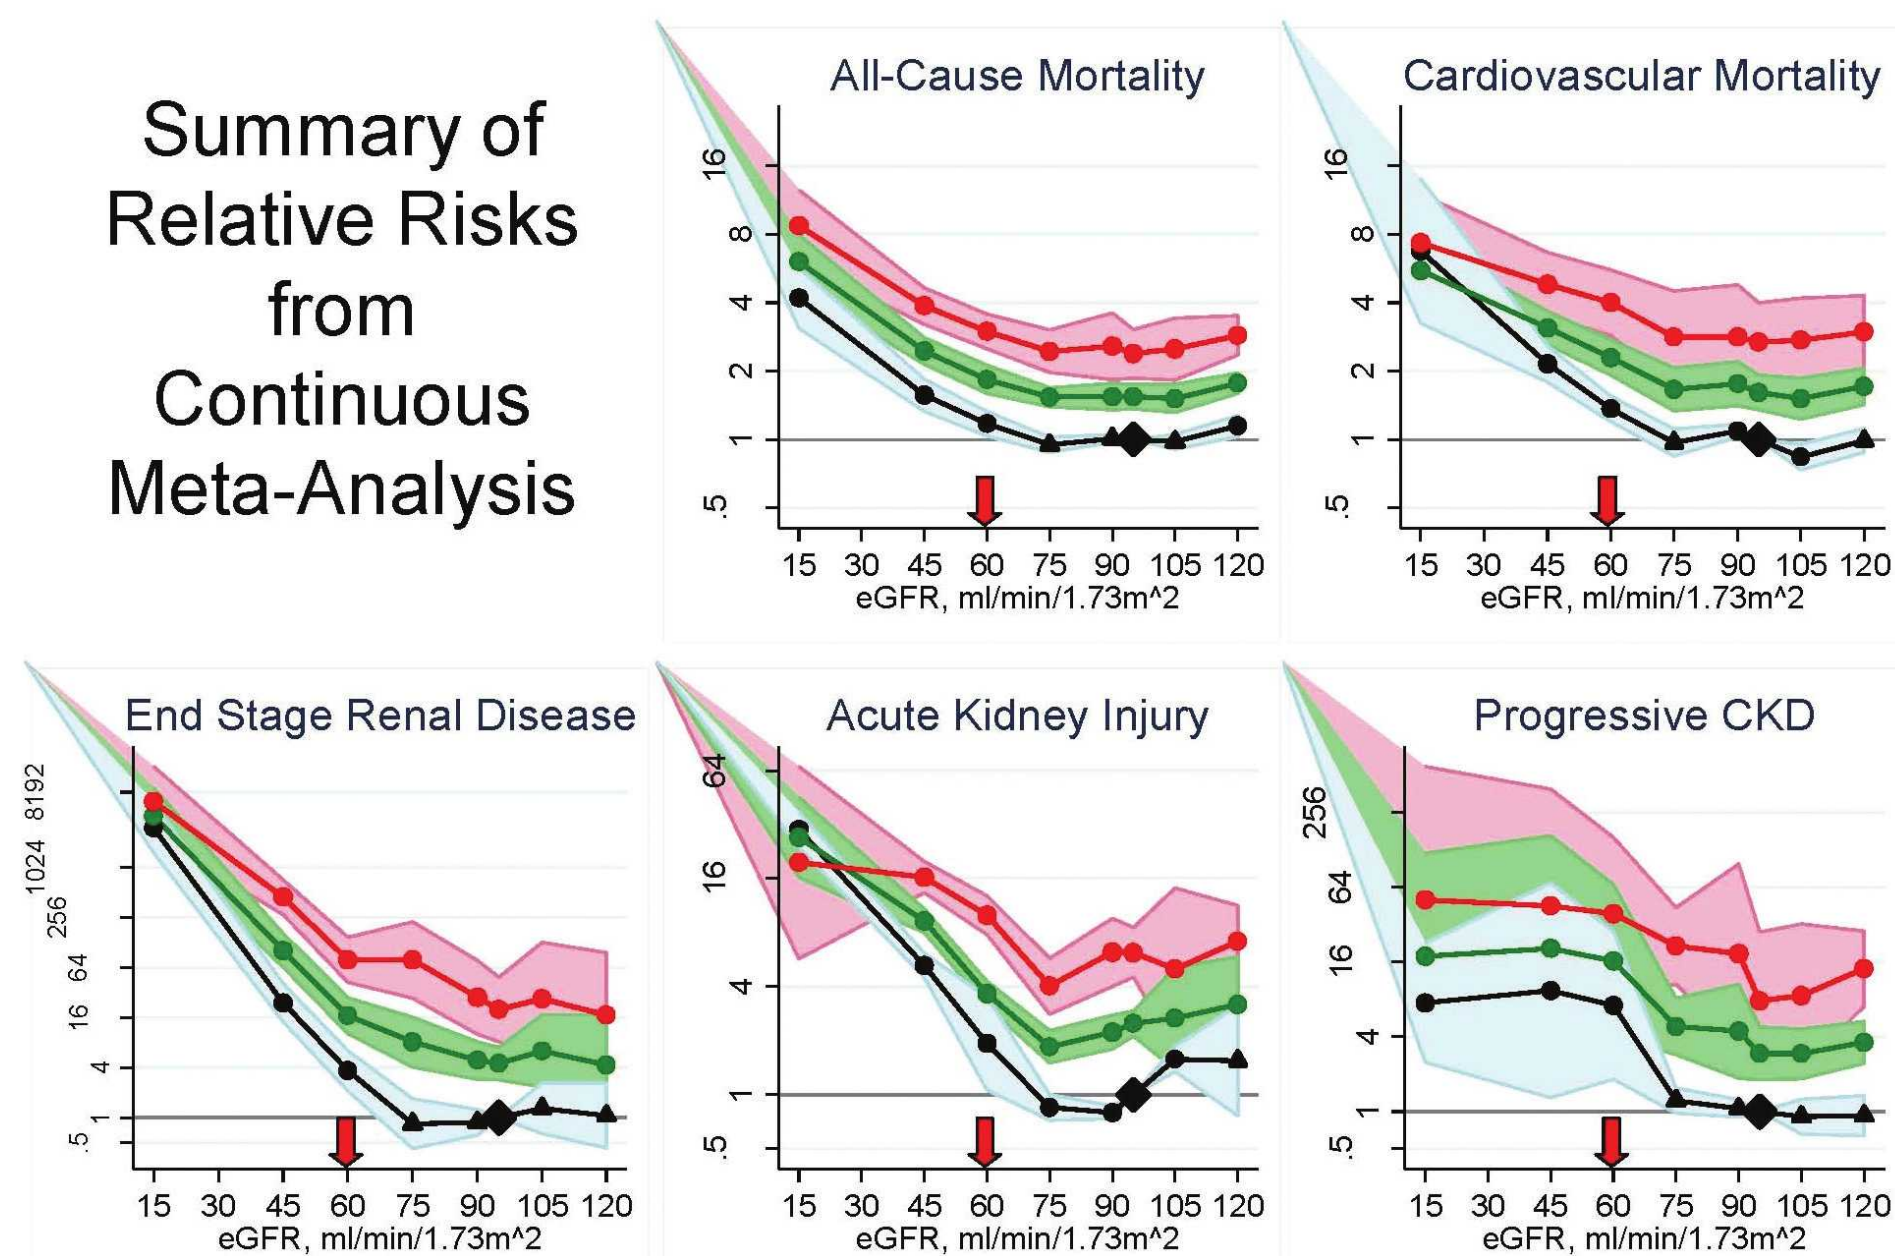 Summary of
Relative Risks
from
Continuous
Meta-Analysis
All-Cause Mortality
16
8
4
2
1
.5
15 30 45 60 75 90 105 120
eGFR, ml/min/1.73m^2
Cardiovascular Mortality
16
8
4
2
1
.5
15 30 45 60 75 90 105 120
eGFR, ml/min/1.73m^2
End Stage Renal Disease
8192
1024
256
64
16
4
1
.5
15 30 45 60 75 90 105 120
eGFR, ml/min/1.73m^2
Acute Kidney Injury
64
16
4
1
.5
15 30 45 60 75 90 105 120
eGFR, ml/min/1.73m^2
Progressive CKD
256
64
16
4
1
.5
15 30 45 60 75 90 105 120
eGFR, ml/min/1.73m^2